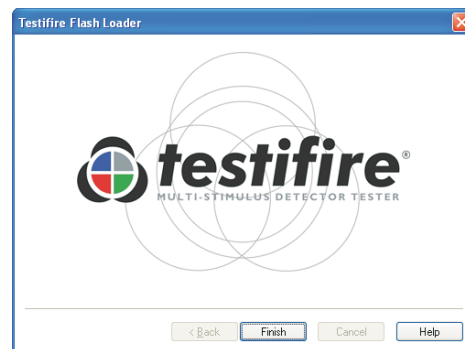 Testifire Flash Loader
testifire®
MULTI-STIMULUS DETECTOR TESTER
< Back Finish Cancel Help